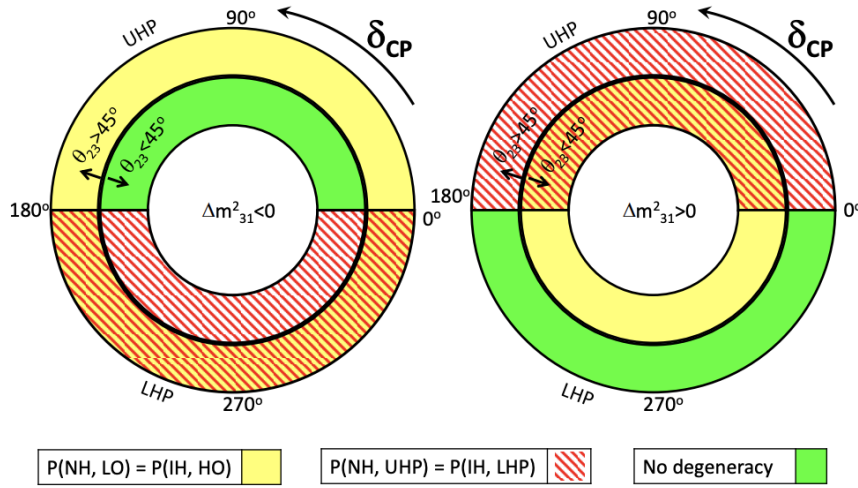 90°
UHP
δCP
θ23>45°
θ23<45°
180°
Δm²31<0
0°
LHP
270°
90°
UHP
δCP
θ23>45°
θ23<45°
180°
Δm²31>0
0°
LHP
270°
P(NH, LO) = P(IH, HO)
P(NH, UHP) = P(IH, LHP)
No degeneracy